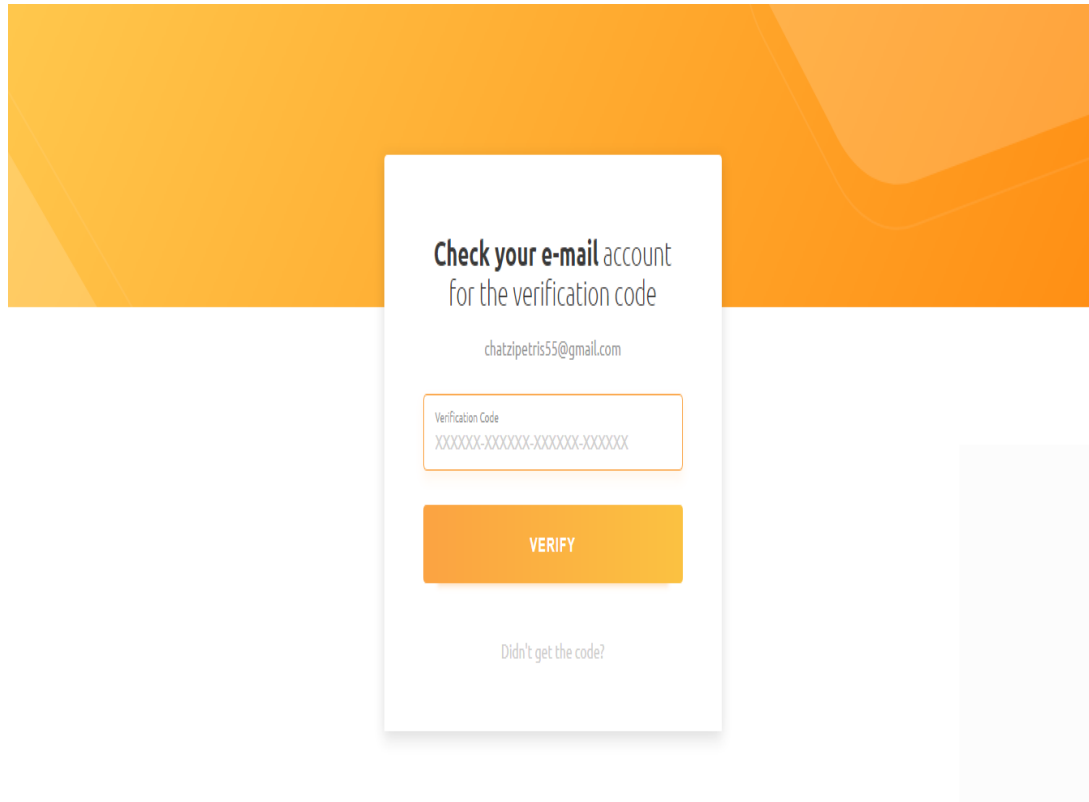 Check your e-mail account
for the verification code
chatzipetris55@gmail.com
Verification Code
XXXXXX-XXXXXX-XXXXXX-XXXXXX
VERIFY
Didn't get the code?